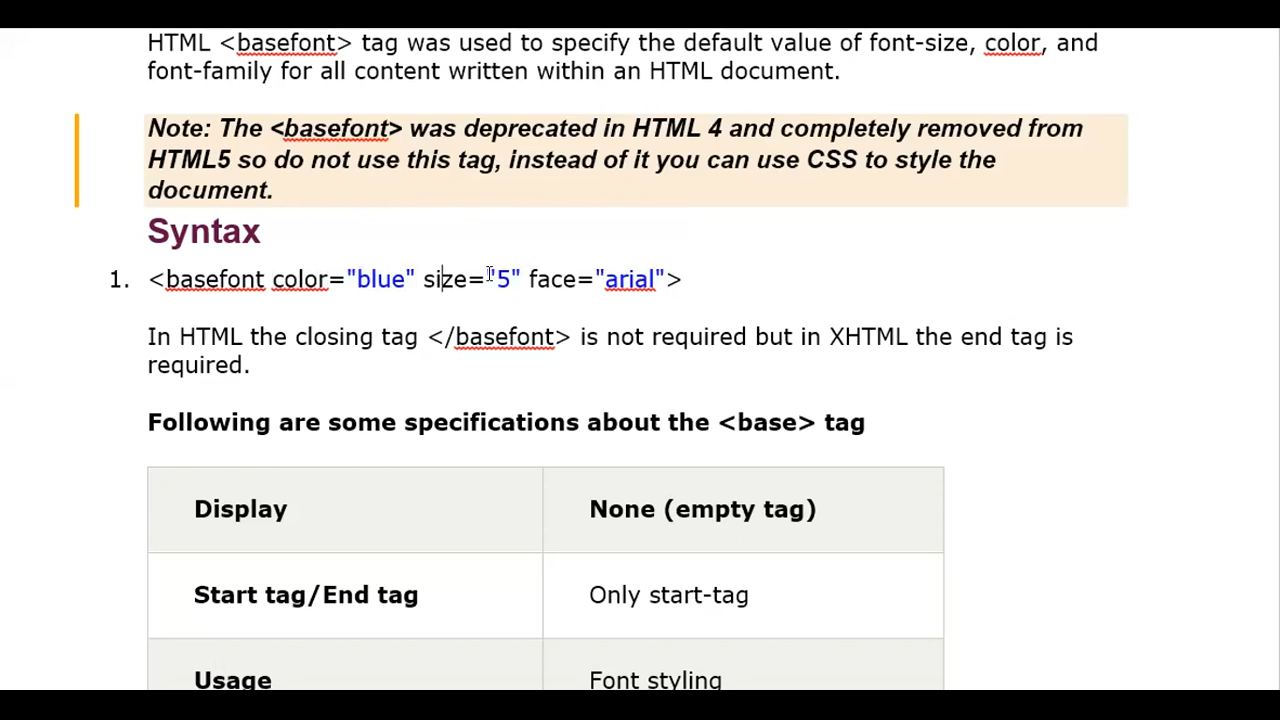 HTML <basefont> tag was used to specify the default value of font-size, color, and
font-family for all content written within an HTML document.
Note: The <basefont> was deprecated in HTML 4 and completely removed from
HTML5 so do not use this tag, instead of it you can use CSS to style the
document.
Syntax
1. <basefont color="blue" size="5" face="arial">
In HTML the closing tag </basefont> is not required but in XHTML the end tag is
required.
Following are some specifications about the <base> tag
Display None (empty tag)
Start tag/End tag Only start-tag
Usage Font styling